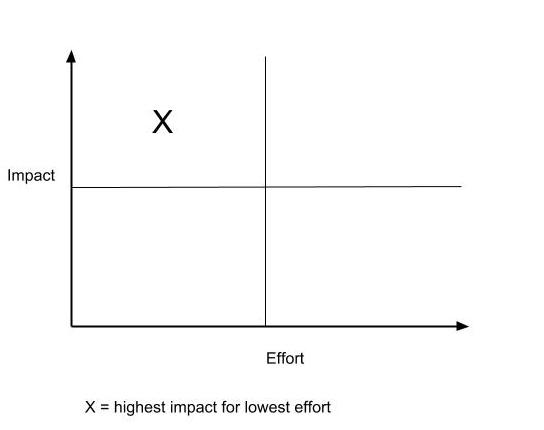 X
Impact
Effort
X = highest impact for lowest effort